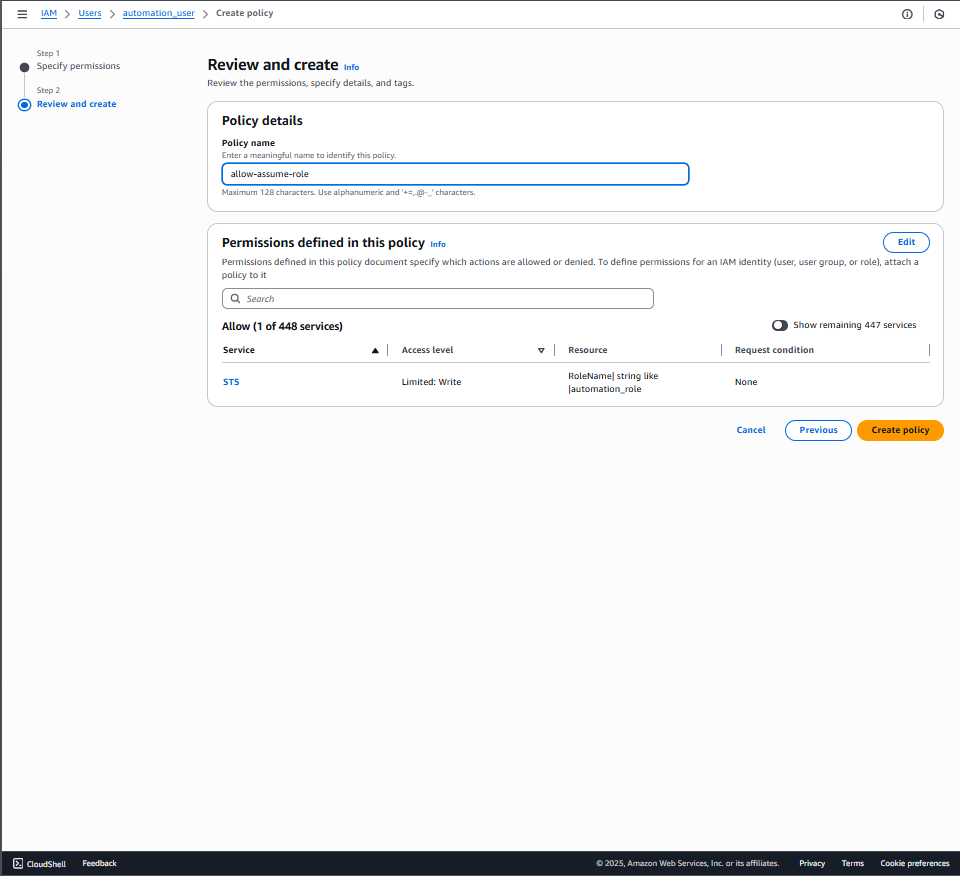 IAM > Users > automation_user > Create policy
Step 1
Specify permissions
Step 2
Review and create
Review and create Info
Review the permissions, specify details, and tags.
Policy details
Policy name
Enter a meaningful name to identify this policy.
allow-assume-role
Maximum 128 characters. Use alphanumeric and '+=,.@-_' characters.
Permissions defined in this policy Info
Edit
Permissions defined in this policy document specify which actions are allowed or denied. To define permissions for an IAM identity (user, user group, or role), attach a
policy to it
Search
Allow (1 of 448 services)
Show remaining 447 services
Service Access level Resource Request condition
STS Limited: Write RoleName| string like
|automation_role None
Cancel Previous Create policy
CloudShell Feedback © 2025, Amazon Web Services, Inc. or its affiliates. Privacy Terms Cookie preferences